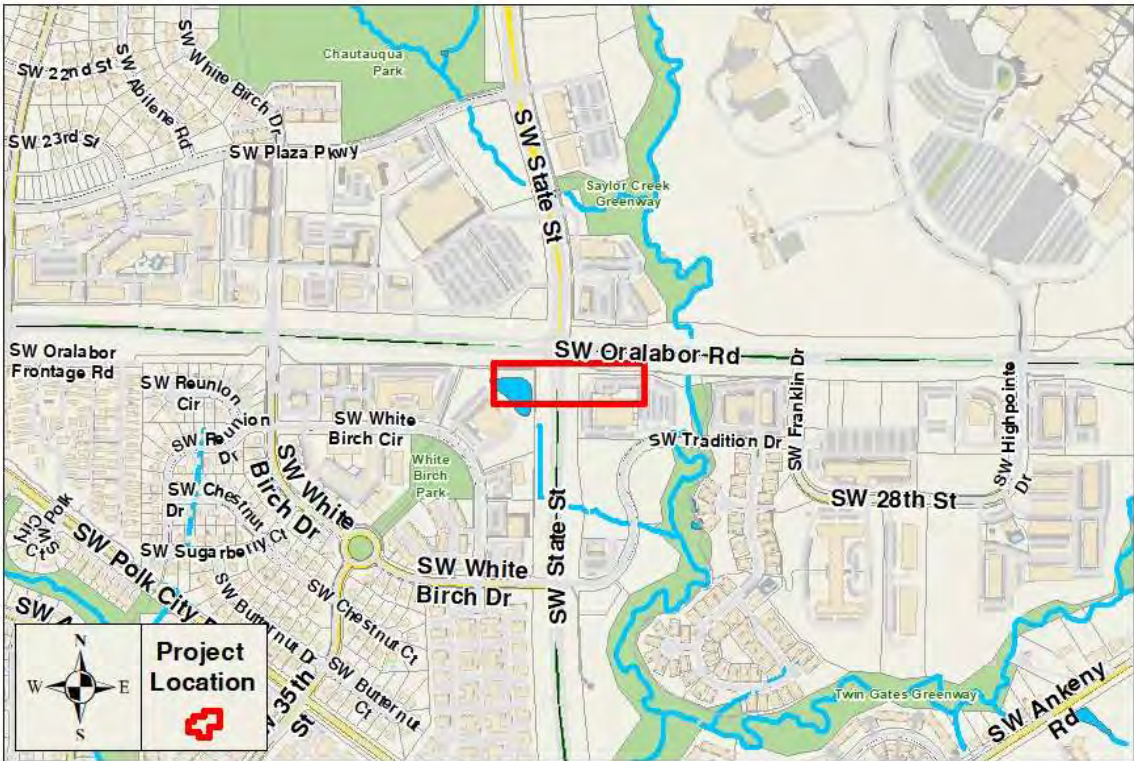 Chautauqua
Park
SW 22nd St
SW Abilene Rd
SW White Birch Dr
SW 23rd St
SW Plaza Pkwy
SW State St
Saylor Creek
Greenway
SW Oralabor Rd
SW Oralabor
Frontage Rd
SW Reunion
Cir
SW White
Birch Cir
SW Reunion
Dr
White
Birch
Park
SW Tradition Dr
SW Franklin Dr
SW Highpointe
Dr
SW Chestnut
Dr
SW White
Birch Dr
SW 28th St
SW State St
SW Polk
City
Ct
SW Sugarberry Ct
SW Polk City
SW White
Birch Dr
SW Chestnut Ct
SW Butternut Dr
SW Butternut
Ct
35th
St
Twin Gates Greenway
SW Ankeny
Rd
N
W
E
S
Project
Location